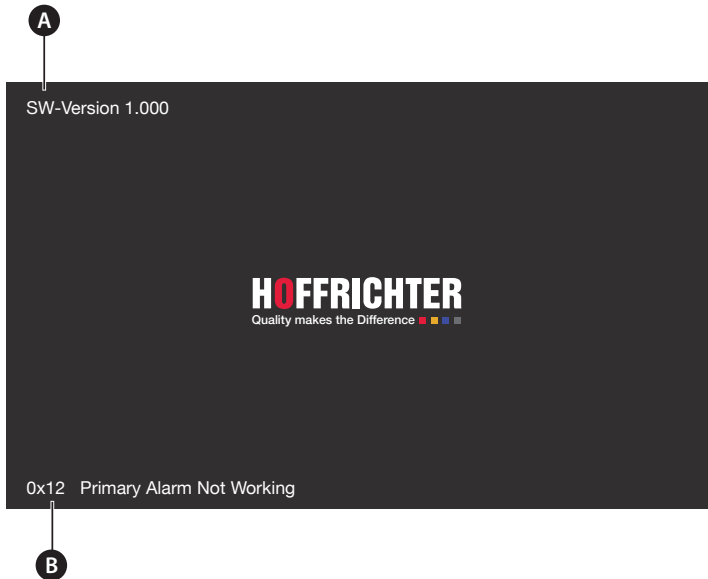 A
SW-Version 1.000
HOFFRICHTER
Quality makes the Difference
0x12 Primary Alarm Not Working
B